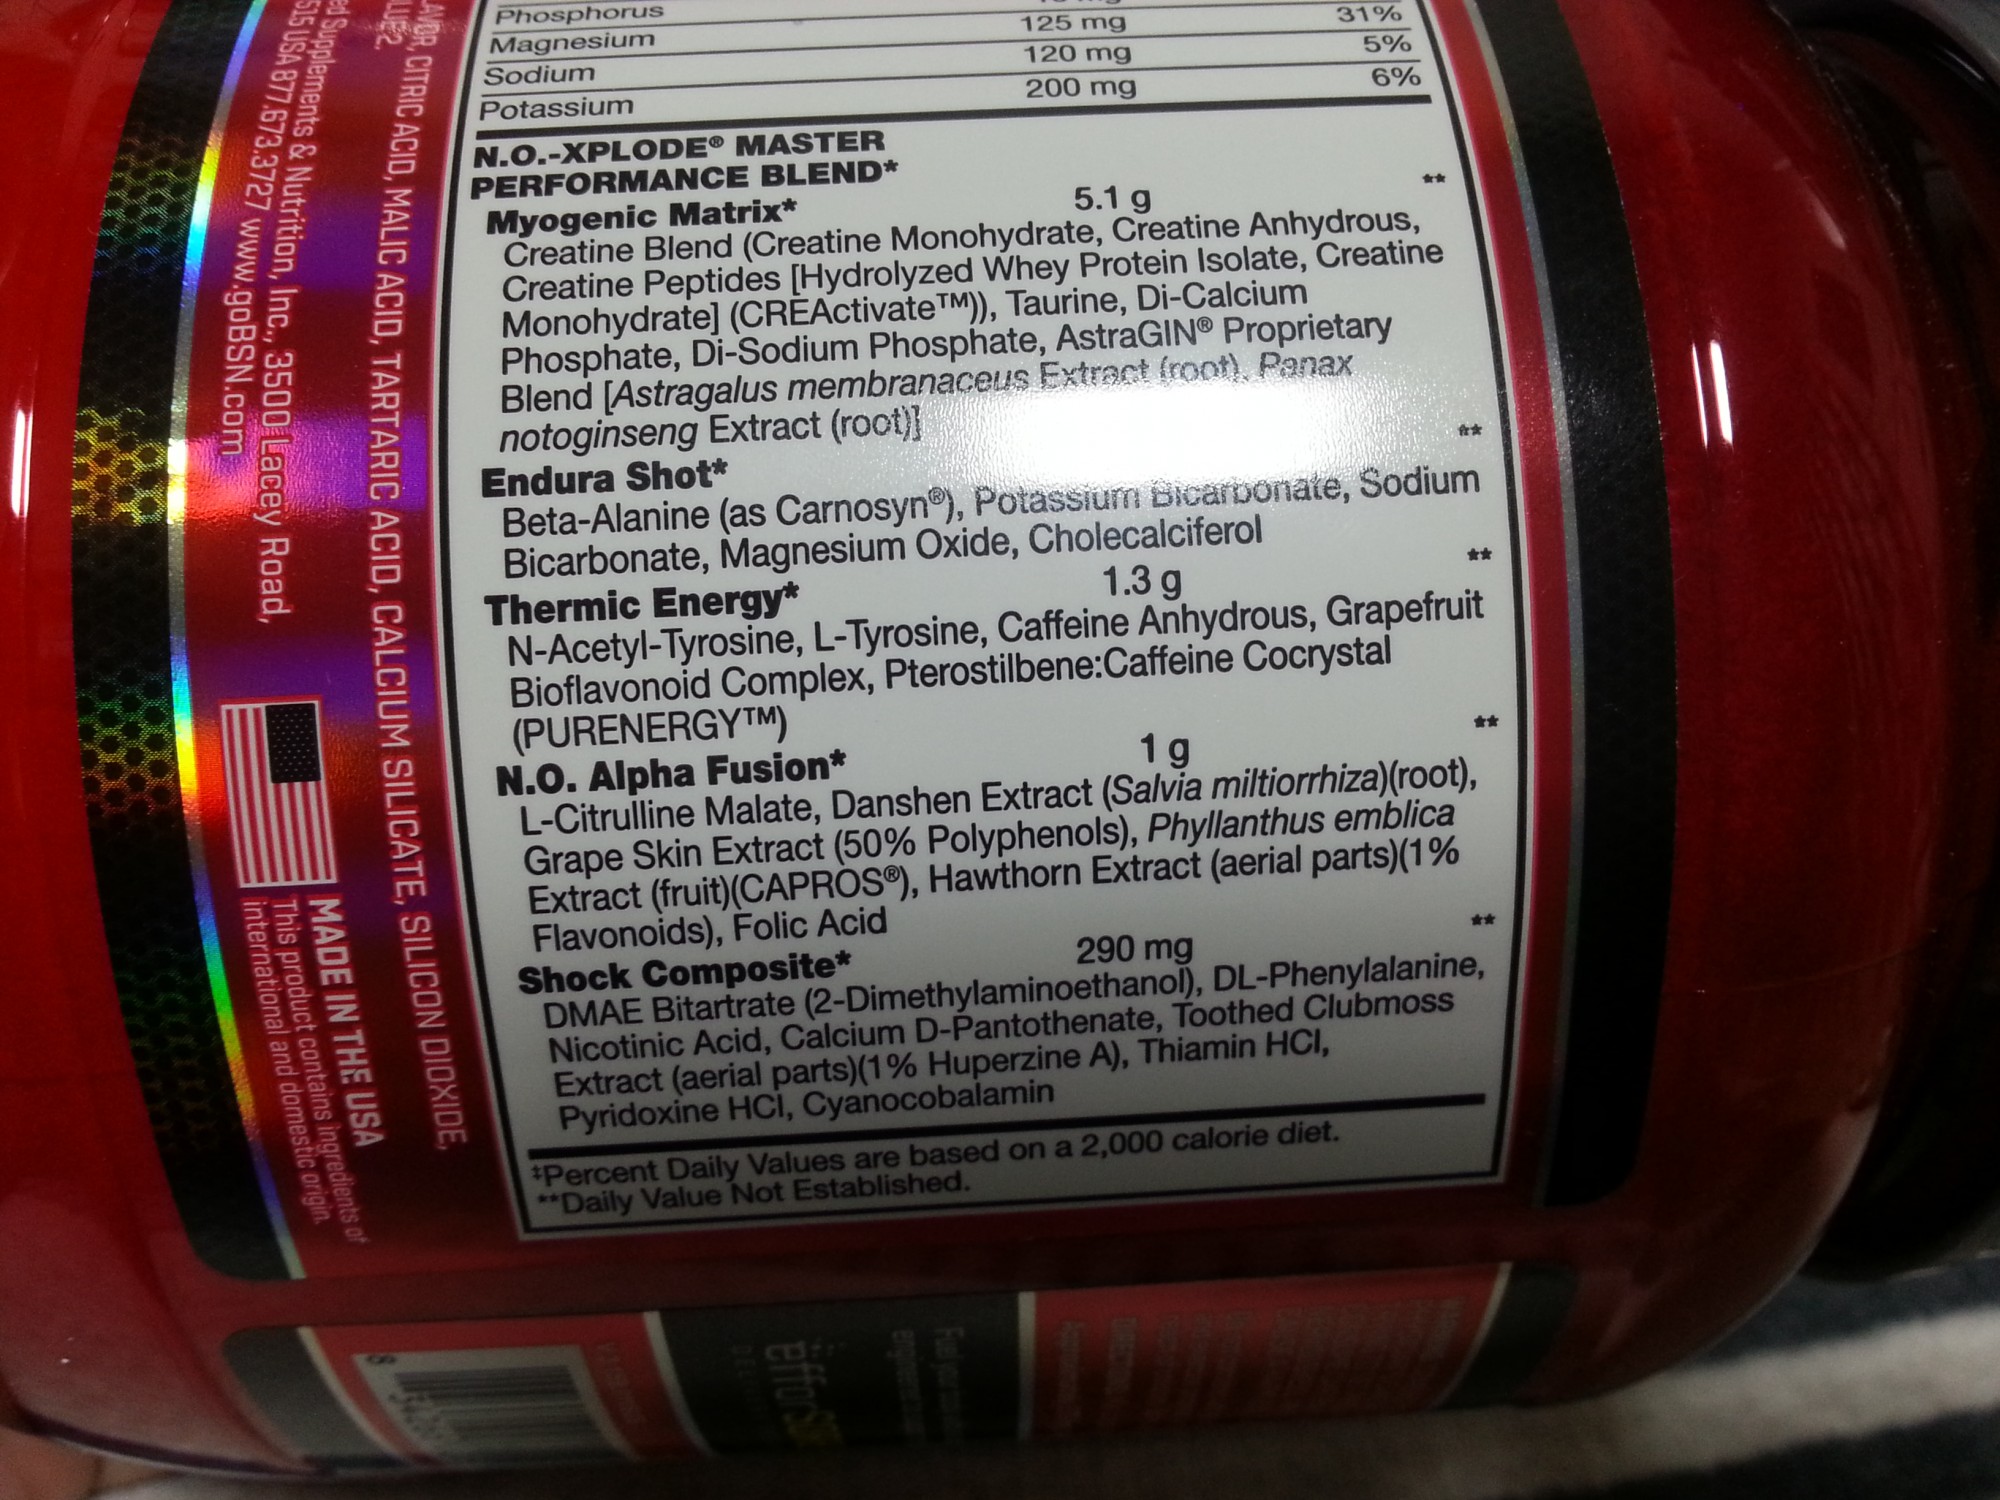 Phosphorus
Magnesium 125 mg 31%
Sodium 120 mg 5%
Potassium 200 mg 6%
N.O.-XPLODE® MASTER
PERFORMANCE BLEND*
Myogenic Matrix* 5.1 g **
Creatine Blend (Creatine Monohydrate, Creatine Anhydrous,
Creatine Peptides [Hydrolyzed Whey Protein Isolate, Creatine
Monohydrate] (CREActivate™)), Taurine, Di-Calcium
Phosphate, Di-Sodium Phosphate, AstraGIN® Proprietary
Blend [Astragalus membranaceus Extract (root), Panax
notoginseng Extract (root)]
Endura Shot* **
Beta-Alanine (as Carnosyn®), Potassium Bicarbonate, Sodium
Bicarbonate, Magnesium Oxide, Cholecalciferol
Thermic Energy* 1.3 g **
N-Acetyl-Tyrosine, L-Tyrosine, Caffeine Anhydrous, Grapefruit
Bioflavonoid Complex, Pterostilbene:Caffeine Cocrystal
(PURENERGY™)
N.O. Alpha Fusion* 1 g **
L-Citrulline Malate, Danshen Extract (Salvia miltiorrhiza)(root),
Grape Skin Extract (50% Polyphenols), Phyllanthus emblica
Extract (fruit)(CAPROS®), Hawthorn Extract (aerial parts)(1%
Flavonoids), Folic Acid
Shock Composite* 290 mg **
DMAE Bitartrate (2-Dimethylaminoethanol), DL-Phenylalanine,
Nicotinic Acid, Calcium D-Pantothenate, Toothed Clubmoss
Extract (aerial parts)(1% Huperzine A), Thiamin HCl,
Pyridoxine HCl, Cyanocobalamin
‡Percent Daily Values are based on a 2,000 calorie diet.
**Daily Value Not Established.
CITRIC ACID, MALIC ACID, TARTARIC ACID, CALCIUM SILICATE, SILICON DIOXIDE,
Supplements & Nutrition, Inc., 3500 Lacey Road,
515 USA 877.673.3727 www.goBSN.com
MADE IN THE USA
This product contains ingredients of
international and domestic origin.